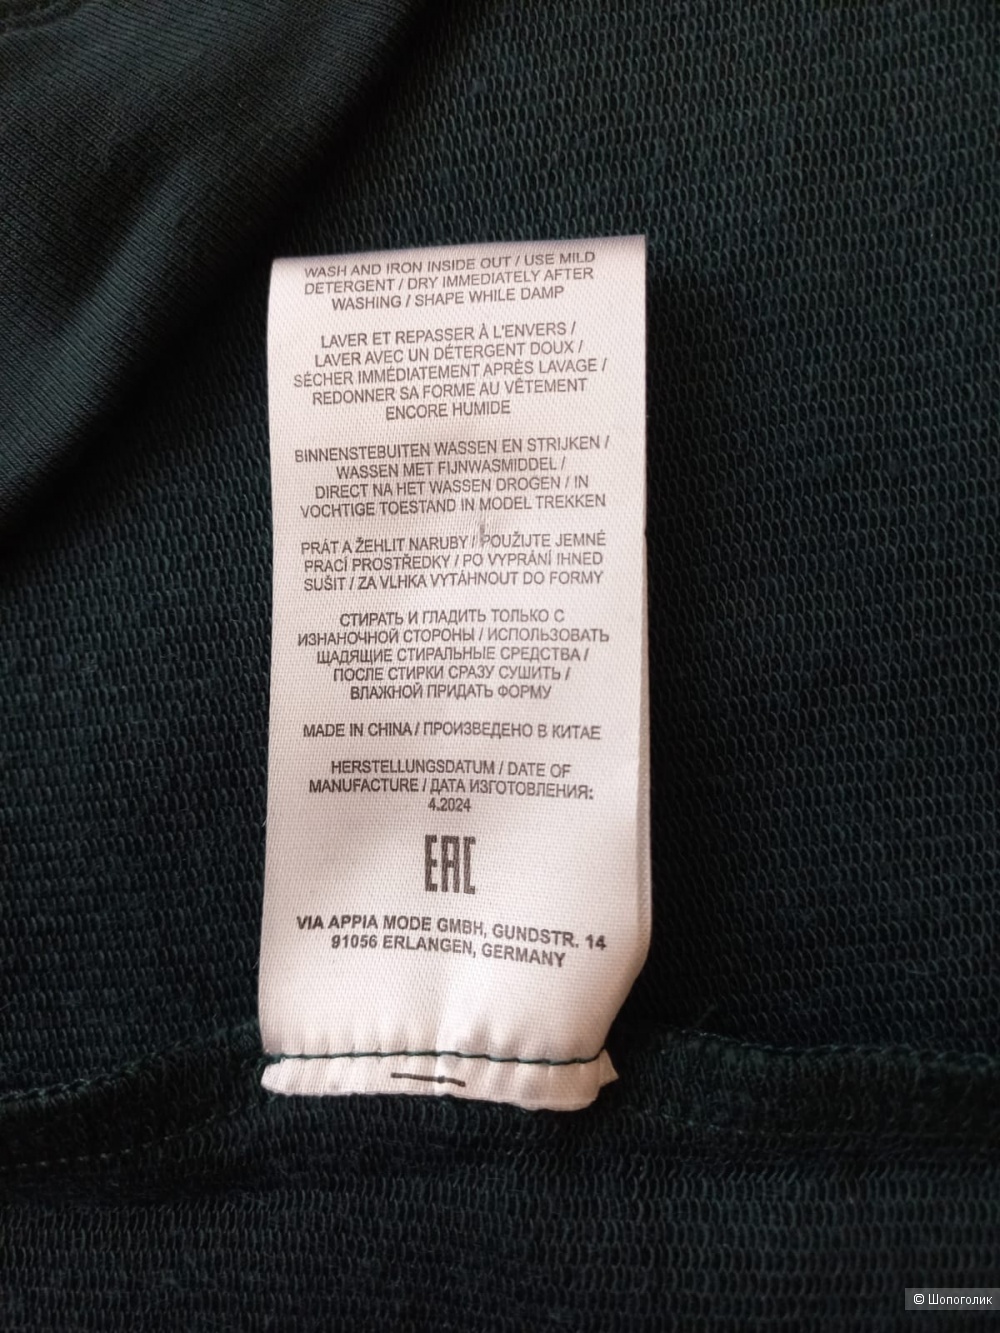 WASH AND IRON INSIDE OUT / USE MILD
DETERGENT / DRY IMMEDIATELY AFTER
WASHING / SHAPE WHILE DAMP
LAVER ET REPASSER À L'ENVERS /
LAVER AVEC UN DÉTERGENT DOUX /
SÉCHER IMMÉDIATEMENT APRÈS LAVAGE /
REDONNER SA FORME AU VÊTEMENT
ENCORE HUMIDE
BINNENSTEBUITEN WASSEN EN STRIJKEN /
WASSEN MET FIJNWASMIDDEL /
DIRECT NA HET WASSEN DROGEN / IN
VOCHTIGE TOESTAND IN MODEL TREKKEN
PRÁT A ŽEHLIT NARUBY / POUŽIJTE JEMNÉ
PRACÍ PROSTŘEDKY / PO VYPRÁNÍ IHNED
SUŠIT / ZA VLHKA VYTÁHNOUT DO FORMY
СТИРАТЬ И ГЛАДИТЬ ТОЛЬКО С
ИЗНАНОЧНОЙ СТОРОНЫ / ИСПОЛЬЗОВАТЬ
ЩАДЯЩИЕ СТИРАЛЬНЫЕ СРЕДСТВА /
ПОСЛЕ СТИРКИ СРАЗУ СУШИТЬ /
ВЛАЖНОЙ ПРИДАТЬ ФОРМУ
MADE IN CHINA / ПРОИЗВЕДЕНО В КИТАЕ
HERSTELLUNGSDATUM / DATE OF
MANUFACTURE / ДАТА ИЗГОТОВЛЕНИЯ:
4.2024
EAC
VIA APPIA MODE GMBH, GUNDSTR. 14
91056 ERLANGEN, GERMANY
© Шопоголик